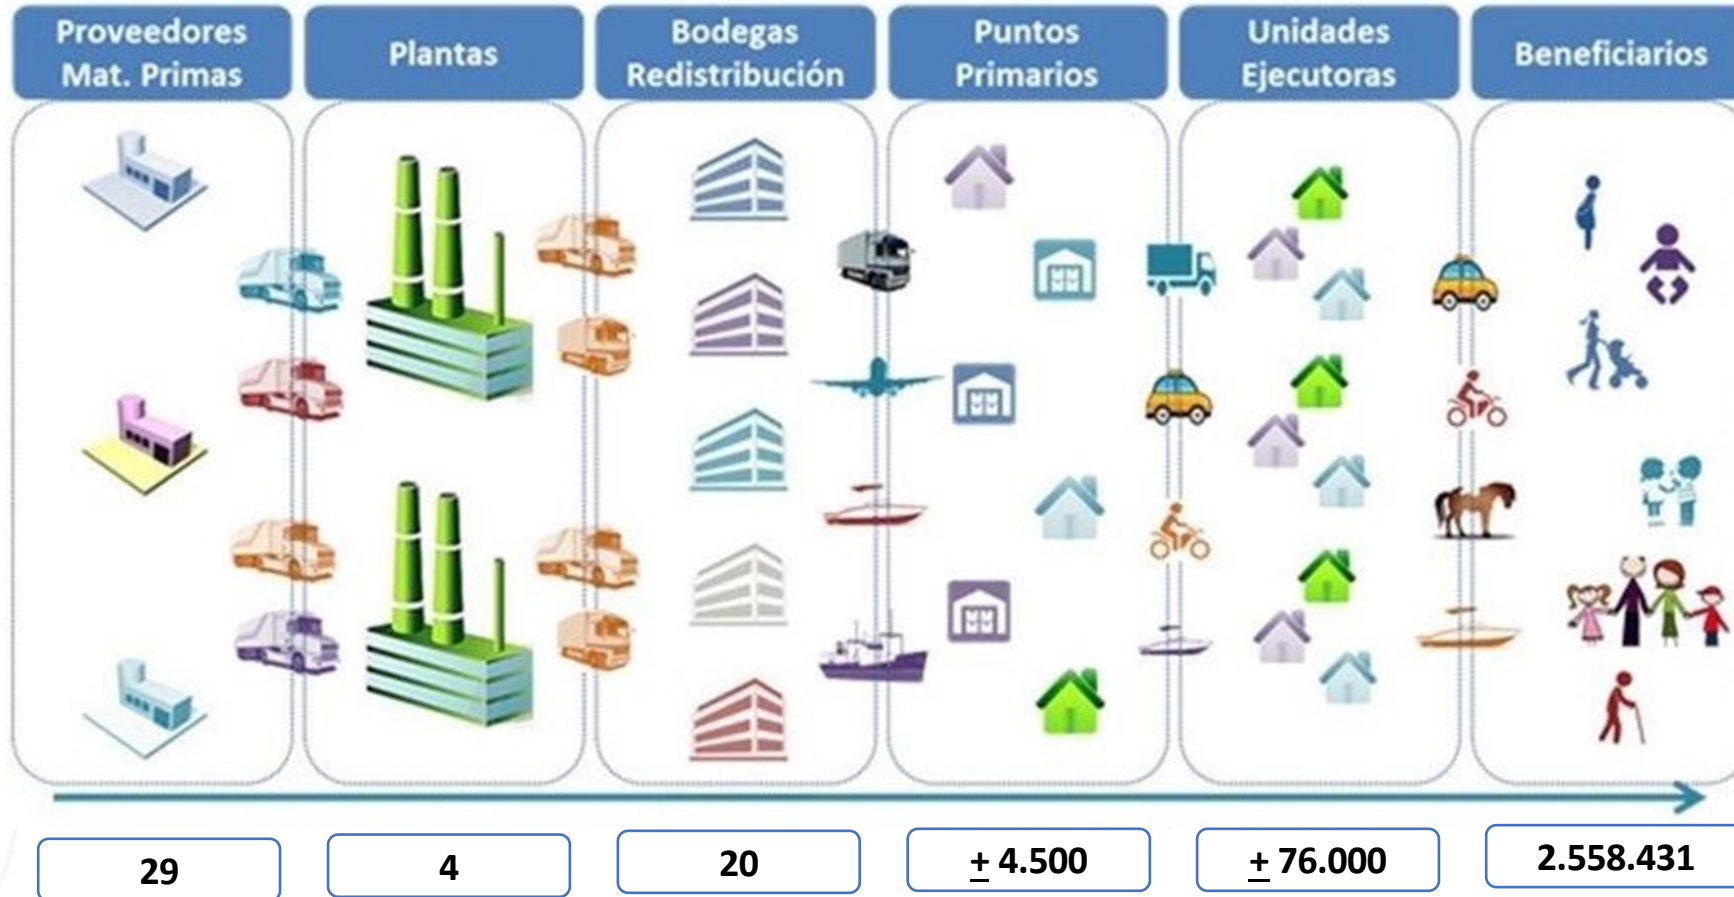 Proveedores
Mat. Primas
Plantas
Bodegas
Redistribución
Puntos
Primarios
Unidades
Ejecutoras
Beneficiarios
29
4
20
± 4.500
± 76.000
2.558.431